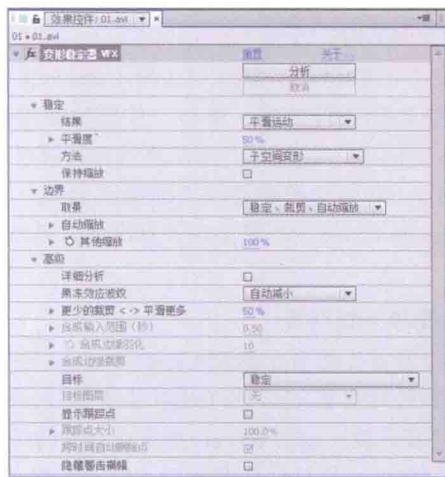 效果控件: 01.avi
01 * 01.avi
fx 变形稳定器 VFX 重置 关于...
分析
取消
稳定
结果 平滑运动
平滑度 50%
方法 子空间变形
保持缩放
边界
取景 稳定、裁剪、自动缩放
自动缩放
其他缩放 100%
高级
详细分析
果冻效应波纹 自动减小
更少的裁剪 <-> 平滑更多 50%
合成输入范围(秒) 0.50
合成边缘羽化 10
合成边缘裁剪
目标 稳定
目标图层 无
显示跟踪点
跟踪点大小 100.0%
跨时间自动删除点
隐藏警告横幅